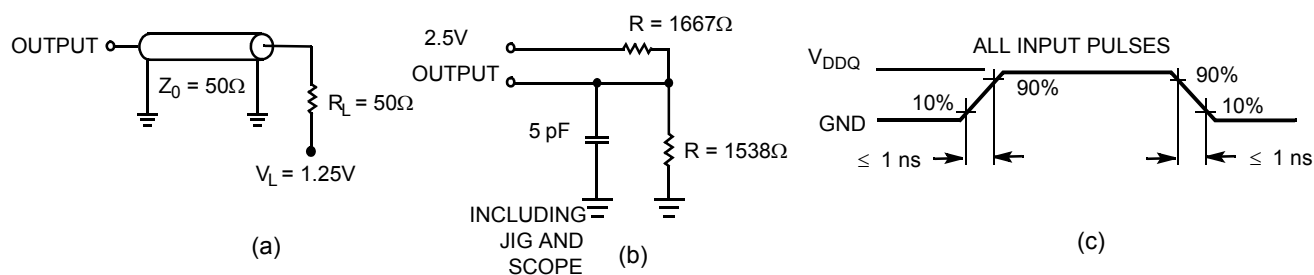 OUTPUT
Z0 = 50Ω
RL = 50Ω
VL = 1.25V
(a)
R = 1667Ω
2.5V
OUTPUT
5 pF
R = 1538Ω
INCLUDING
JIG AND
SCOPE
(b)
ALL INPUT PULSES
VDDQ
GND
10%
90%
90%
10%
≤ 1 ns
≤ 1 ns
(c)